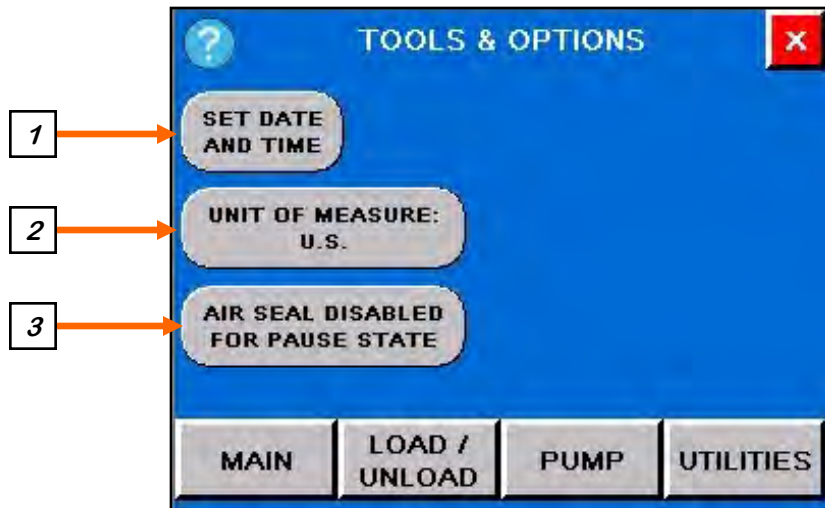 ? TOOLS & OPTIONS X
1
SET DATE
AND TIME
2
UNIT OF MEASURE:
U.S.
3
AIR SEAL DISABLED
FOR PAUSE STATE
MAIN
LOAD /
UNLOAD
PUMP
UTILITIES